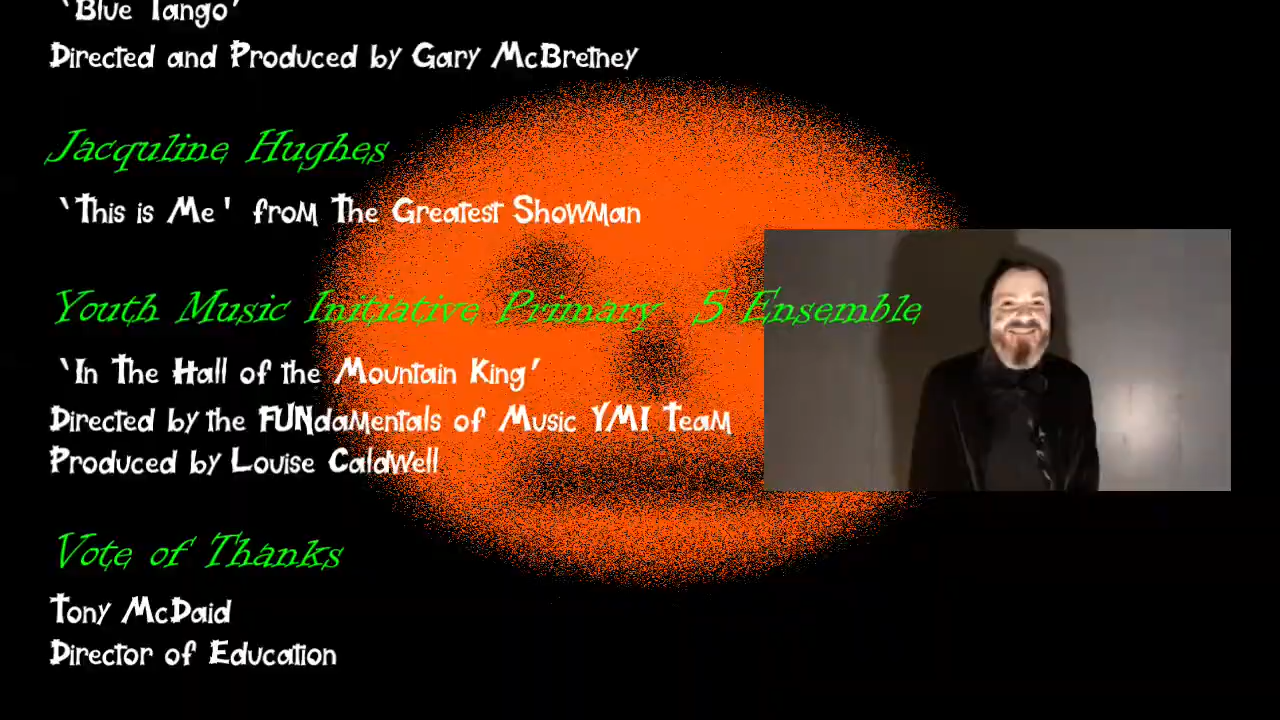 ‘Blue Tango’
Directed and Produced by Gary McBretney
Jacquline Hughes
‘This is Me' from The Greatest Showman
Youth Music Initiative Primary 5 Ensemble
‘In The Hall of the Mountain King’
Directed by the FUNdamentals of Music YMI Team
Produced by Louise Caldwell
Vote of Thanks
Tony McDaid
Director of Education